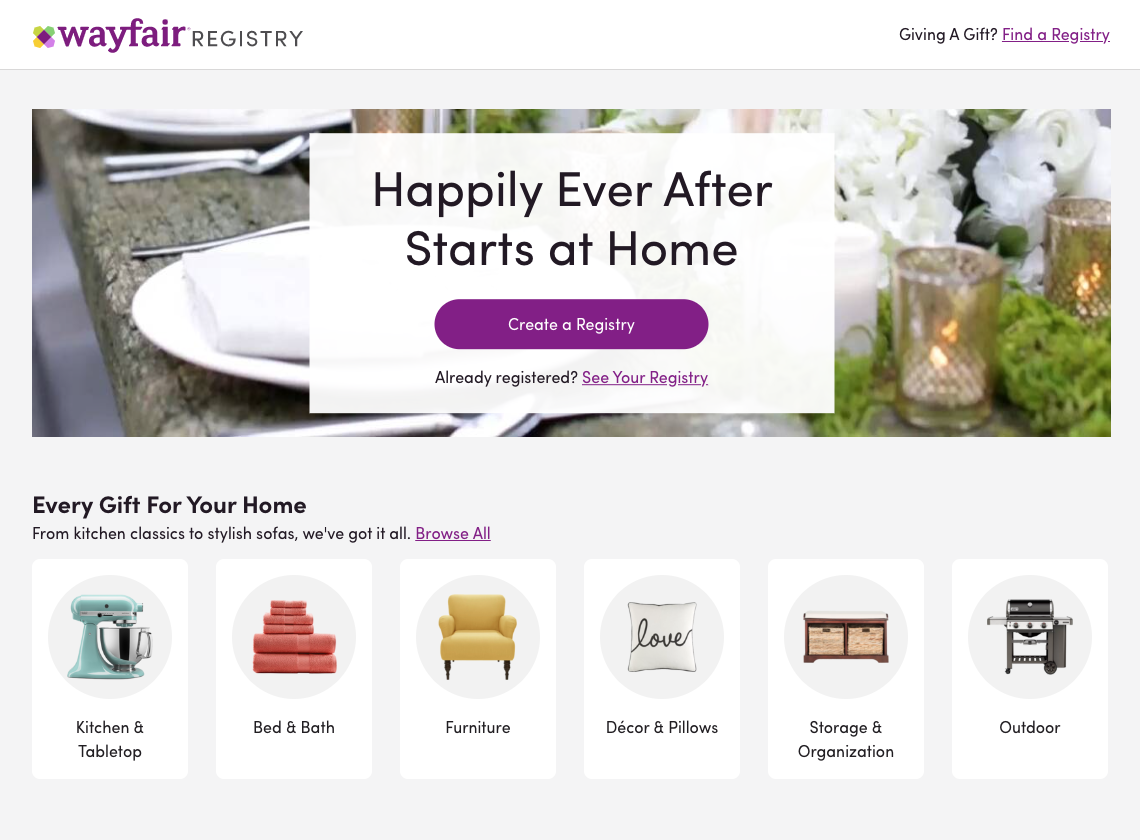 wayfair REGISTRY
Giving A Gift? Find a Registry
Happily Ever After
Starts at Home
Create a Registry
Already registered? See Your Registry
Every Gift For Your Home
From kitchen classics to stylish sofas, we've got it all. Browse All
love
Kitchen &
Tabletop
Bed & Bath
Furniture
Décor & Pillows
Storage &
Organization
Outdoor